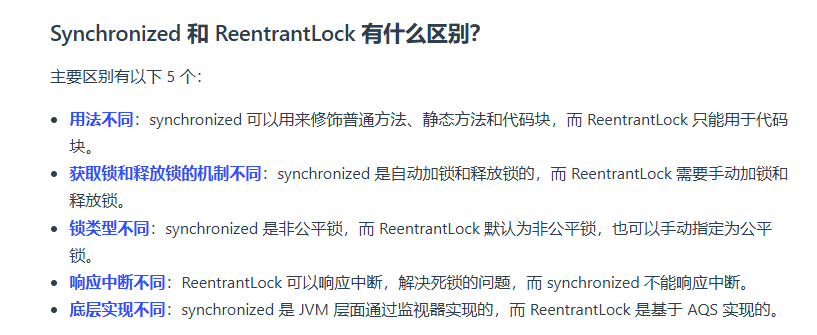 Synchronized 和 ReentrantLock 有什么区别？
主要区别有以下 5 个：
用法不同：synchronized 可以用来修饰普通方法、静态方法和代码块，而 ReentrantLock 只能用于代码
块。
获取锁和释放锁的机制不同：synchronized 是自动加锁和释放锁的，而 ReentrantLock 需要手动加锁和
释放锁。
锁类型不同：synchronized 是非公平锁，而 ReentrantLock 默认为非公平锁，也可以手动指定为公平
锁。
响应中断不同：ReentrantLock 可以响应中断，解决死锁的问题，而 synchronized 不能响应中断。
底层实现不同：synchronized 是 JVM 层面通过监视器实现的，而 ReentrantLock 是基于 AQS 实现的。